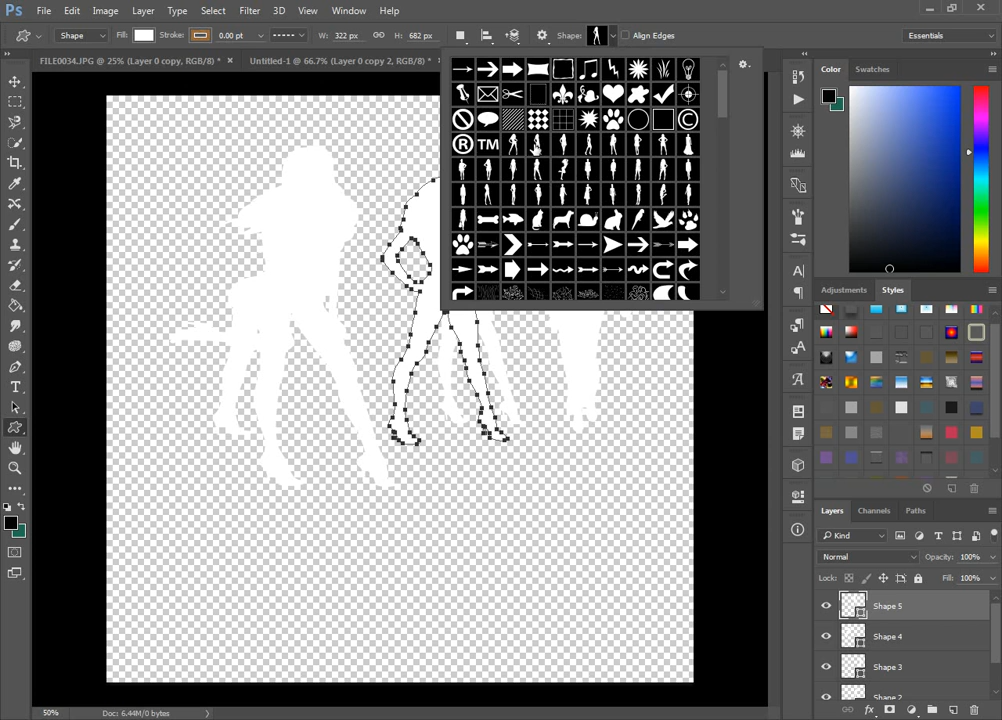 Ps File Edit Image Layer Type Select Filter 3D View Window Help
Shape Fill: Stroke: 0.00 pt W: 322 px H: 682 px Shape: Align Edges Essentials
FILE0034.JPG @ 25% (Layer 0 copy, RGB/8) * × Untitled-1 @ 66.7% (Layer 0 copy 2, RGB/8) *
Color Swatches
® TM ©
Adjustments Styles
Layers Channels Paths
Kind
Normal Opacity: 100%
Lock: Fill: 100%
Shape 5
Shape 4
Shape 3
Shape 2
50% Doc: 6.44M/0 bytes